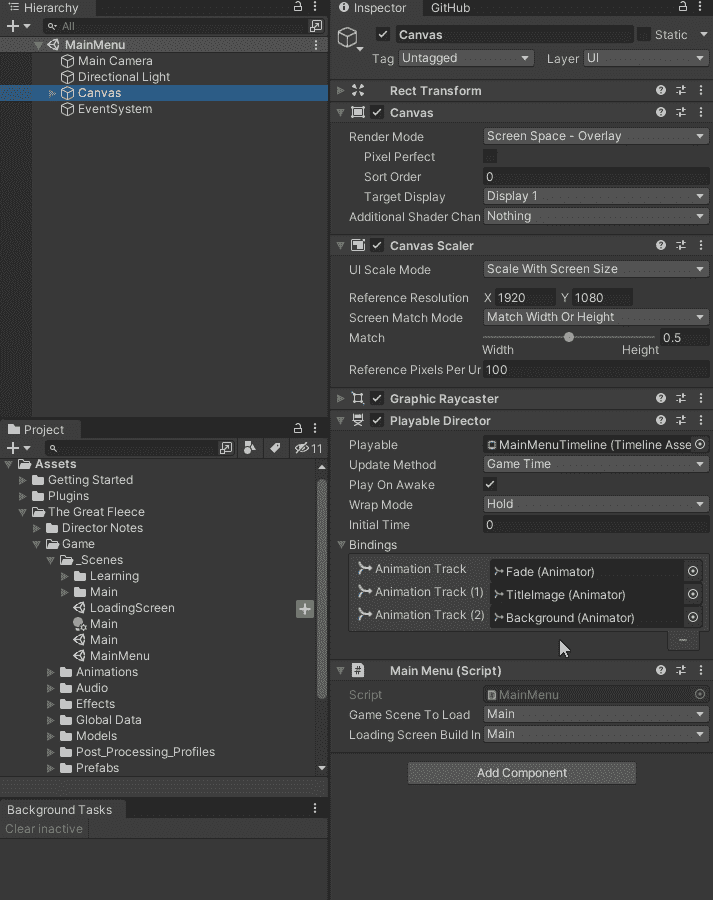 Hierarchy
All
MainMenu
Main Camera
Directional Light
Canvas
EventSystem
Project
11
Assets
Getting Started
Plugins
The Great Fleece
Director Notes
Game
_Scenes
Learning
Main
LoadingScreen
Main
Main
MainMenu
Animations
Audio
Effects
Global Data
Models
Post_Processing_Profiles
Prefabs
Background Tasks
Clear inactive
Inspector GitHub
Canvas Static
Tag Untagged Layer UI
Rect Transform
Canvas
Render Mode Screen Space - Overlay
Pixel Perfect
Sort Order 0
Target Display Display 1
Additional Shader Chan Nothing
Canvas Scaler
UI Scale Mode Scale With Screen Size
Reference Resolution X 1920 Y 1080
Screen Match Mode Match Width Or Height
Match 0.5
Width Height
Reference Pixels Per Ur 100
Graphic Raycaster
Playable Director
Playable MainMenuTimeline (Timeline Asse
Update Method Game Time
Play On Awake
Wrap Mode Hold
Initial Time 0
Bindings
Animation Track Fade (Animator)
Animation Track (1) TitleImage (Animator)
Animation Track (2) Background (Animator)
# Main Menu (Script)
Script MainMenu
Game Scene To Load Main
Loading Screen Build In Main
Add Component